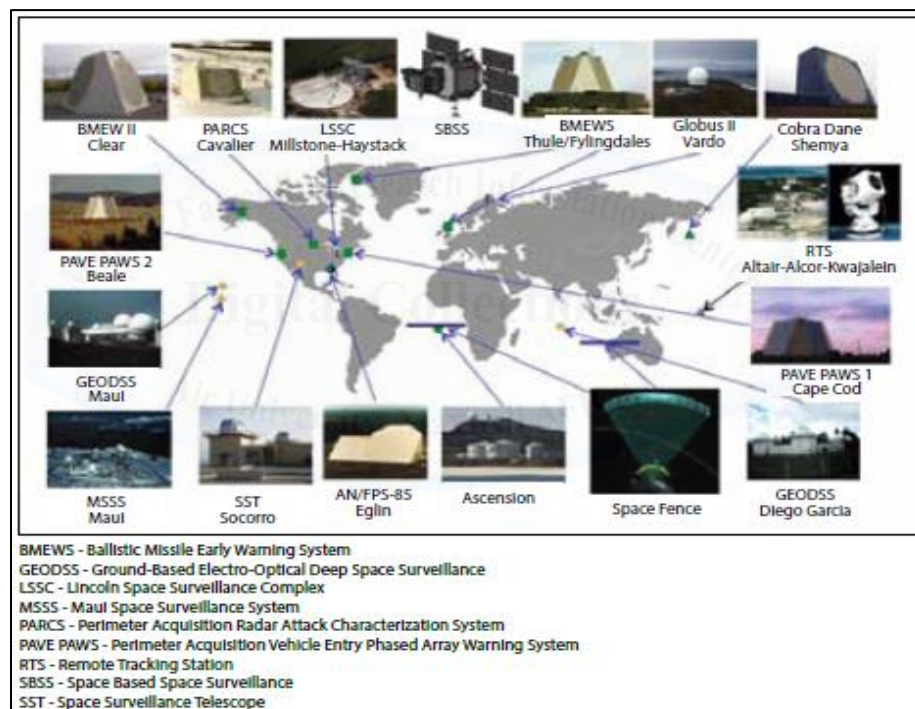 BMEW II
Clear
PARCS
Cavalier
LSSC
Millstone-Haystack
SBSS
BMEWS
Thule/Fylingdales
Globus II
Vardo
Cobra Dane
Shemya
PAVE PAWS 2
Beale
RTS
Altair-Alcor-Kwajalein
GEODSS
Maui
PAVE PAWS 1
Cape Cod
MSSS
Maui
SST
Socorro
AN/FPS-85
Eglin
Ascension
Space Fence
GEODSS
Diego Garcia
Digital Collections
BMEWS - Ballistic Missile Early Warning System
GEODSS - Ground-Based Electro-Optical Deep Space Surveillance
LSSC - Lincoln Space Surveillance Complex
MSSS - Maui Space Surveillance System
PARCS - Perimeter Acquisition Radar Attack Characterization System
PAVE PAWS - Perimeter Acquisition Vehicle Entry Phased Array Warning System
RTS - Remote Tracking Station
SBSS - Space Based Space Surveillance
SST - Space Surveillance Telescope